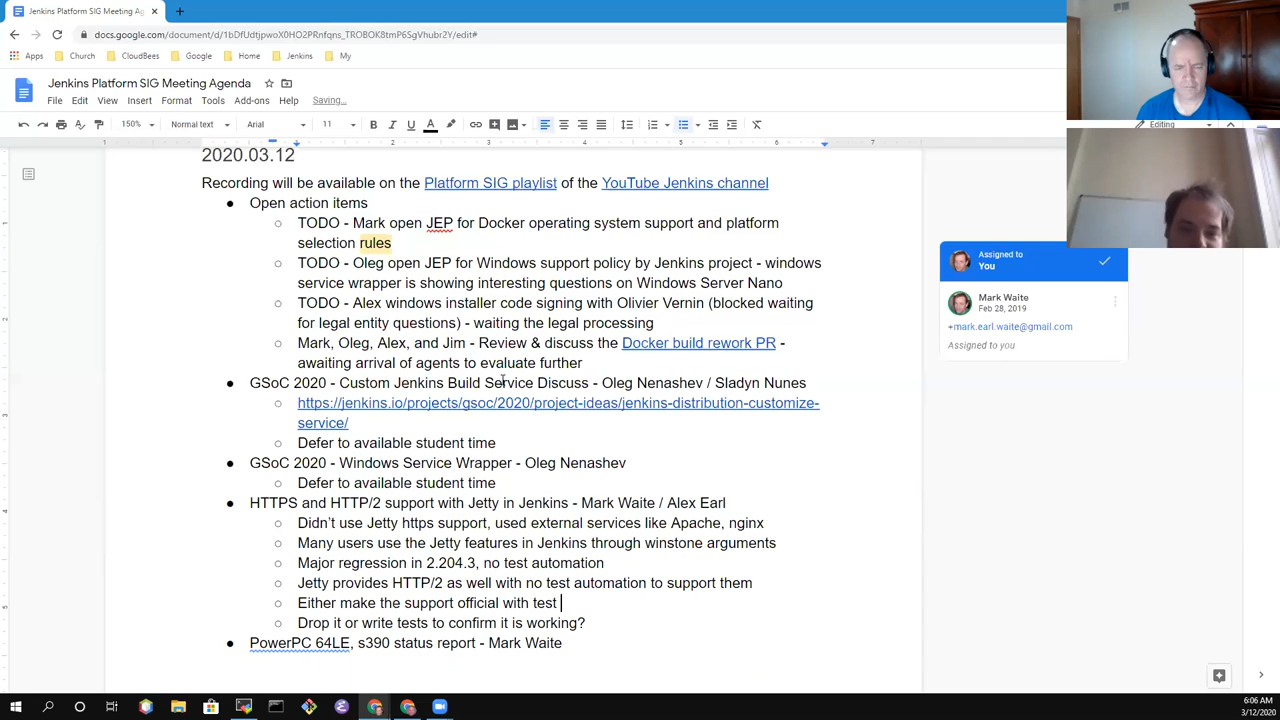 Jenkins Platform SIG Meeting Ag
docs.google.com/document/d/1bDfUdtjpwoX0HO2PRnfqns_TROBOK8tmP6SgVhubr2Y/edit#
Apps Church CloudBees Google Home Jenkins My
Jenkins Platform SIG Meeting Agenda
File Edit View Insert Format Tools Add-ons Help Saving...
150% Normal text Arial 11 B I U A Editing
1 2 3 4 5 6 7
2020.03.12
Recording will be available on the Platform SIG playlist of the YouTube Jenkins channel
● Open action items
○ TODO - Mark open JEP for Docker operating system support and platform
selection rules
○ TODO - Oleg open JEP for Windows support policy by Jenkins project - windows
service wrapper is showing interesting questions on Windows Server Nano
○ TODO - Alex windows installer code signing with Olivier Vernin (blocked waiting
for legal entity questions) - waiting the legal processing
○ Mark, Oleg, Alex, and Jim - Review & discuss the Docker build rework PR -
awaiting arrival of agents to evaluate further
● GSoC 2020 - Custom Jenkins Build Service Discuss - Oleg Nenashev / Sladyn Nunes
○ https://jenkins.io/projects/gsoc/2020/project-ideas/jenkins-distribution-customize-
service/
○ Defer to available student time
● GSoC 2020 - Windows Service Wrapper - Oleg Nenashev
○ Defer to available student time
● HTTPS and HTTP/2 support with Jetty in Jenkins - Mark Waite / Alex Earl
○ Didn't use Jetty https support, used external services like Apache, nginx
○ Many users use the Jetty features in Jenkins through winstone arguments
○ Major regression in 2.204.3, no test automation
○ Jetty provides HTTP/2 as well with no test automation to support them
○ Either make the support official with test
○ Drop it or write tests to confirm it is working?
● PowerPC 64LE, s390 status report - Mark Waite
Assigned to
You
Mark Waite
Feb 28, 2019
+mark.earl.waite@gmail.com
Assigned to you
6:06 AM
3/12/2020